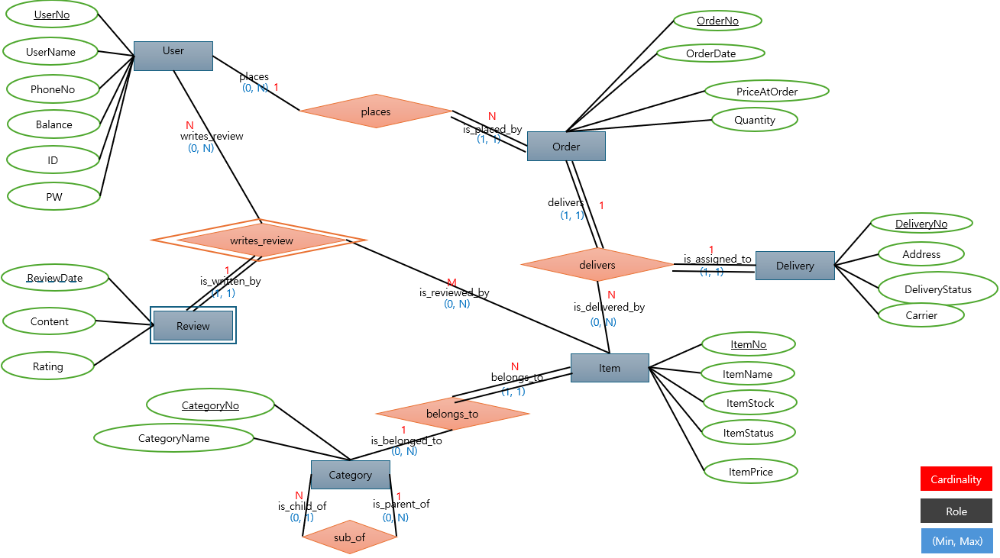 UserNo
UserName
PhoneNo
Balance
ID
PW
User
places
(0, N)
1
places
N
is_placed_by
(1, 1)
Order
OrderNo
OrderDate
PriceAtOrder
Quantity
N
writes_review
(0, N)
writes_review
1
is_written_by
(1, 1)
ReviewDate
Content
Rating
Review
M
is_reviewed_by
(0, N)
delivers
(1, 1)
1
delivers
1
is_assigned_to
(1, 1)
Delivery
DeliveryNo
Address
DeliveryStatus
Carrier
N
is_delivered_by
(0, N)
Item
ItemNo
ItemName
ItemStock
ItemStatus
ItemPrice
N
belongs_to
(1, 1)
belongs_to
1
is_belonged_to
(0, N)
CategoryNo
CategoryName
Category
N
is_child_of
(0, 1)
1
is_parent_of
(0, N)
sub_of
Cardinality
Role
(Min, Max)